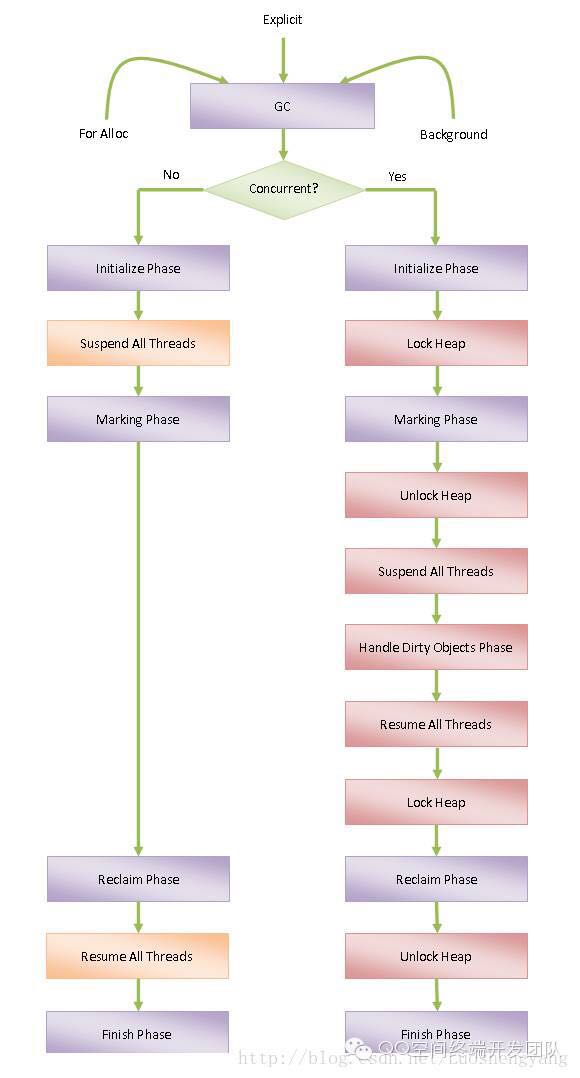 Explicit
GC
For Alloc
Background
Concurrent?
No
Yes
Initialize Phase
Initialize Phase
Suspend All Threads
Lock Heap
Marking Phase
Marking Phase
Unlock Heap
Suspend All Threads
Handle Dirty Objects Phase
Resume All Threads
Lock Heap
Reclaim Phase
Reclaim Phase
Resume All Threads
Unlock Heap
Finish Phase
Finish Phase
QQ空间终端开发团队
http://blog.csdn.net/Luoshengyang